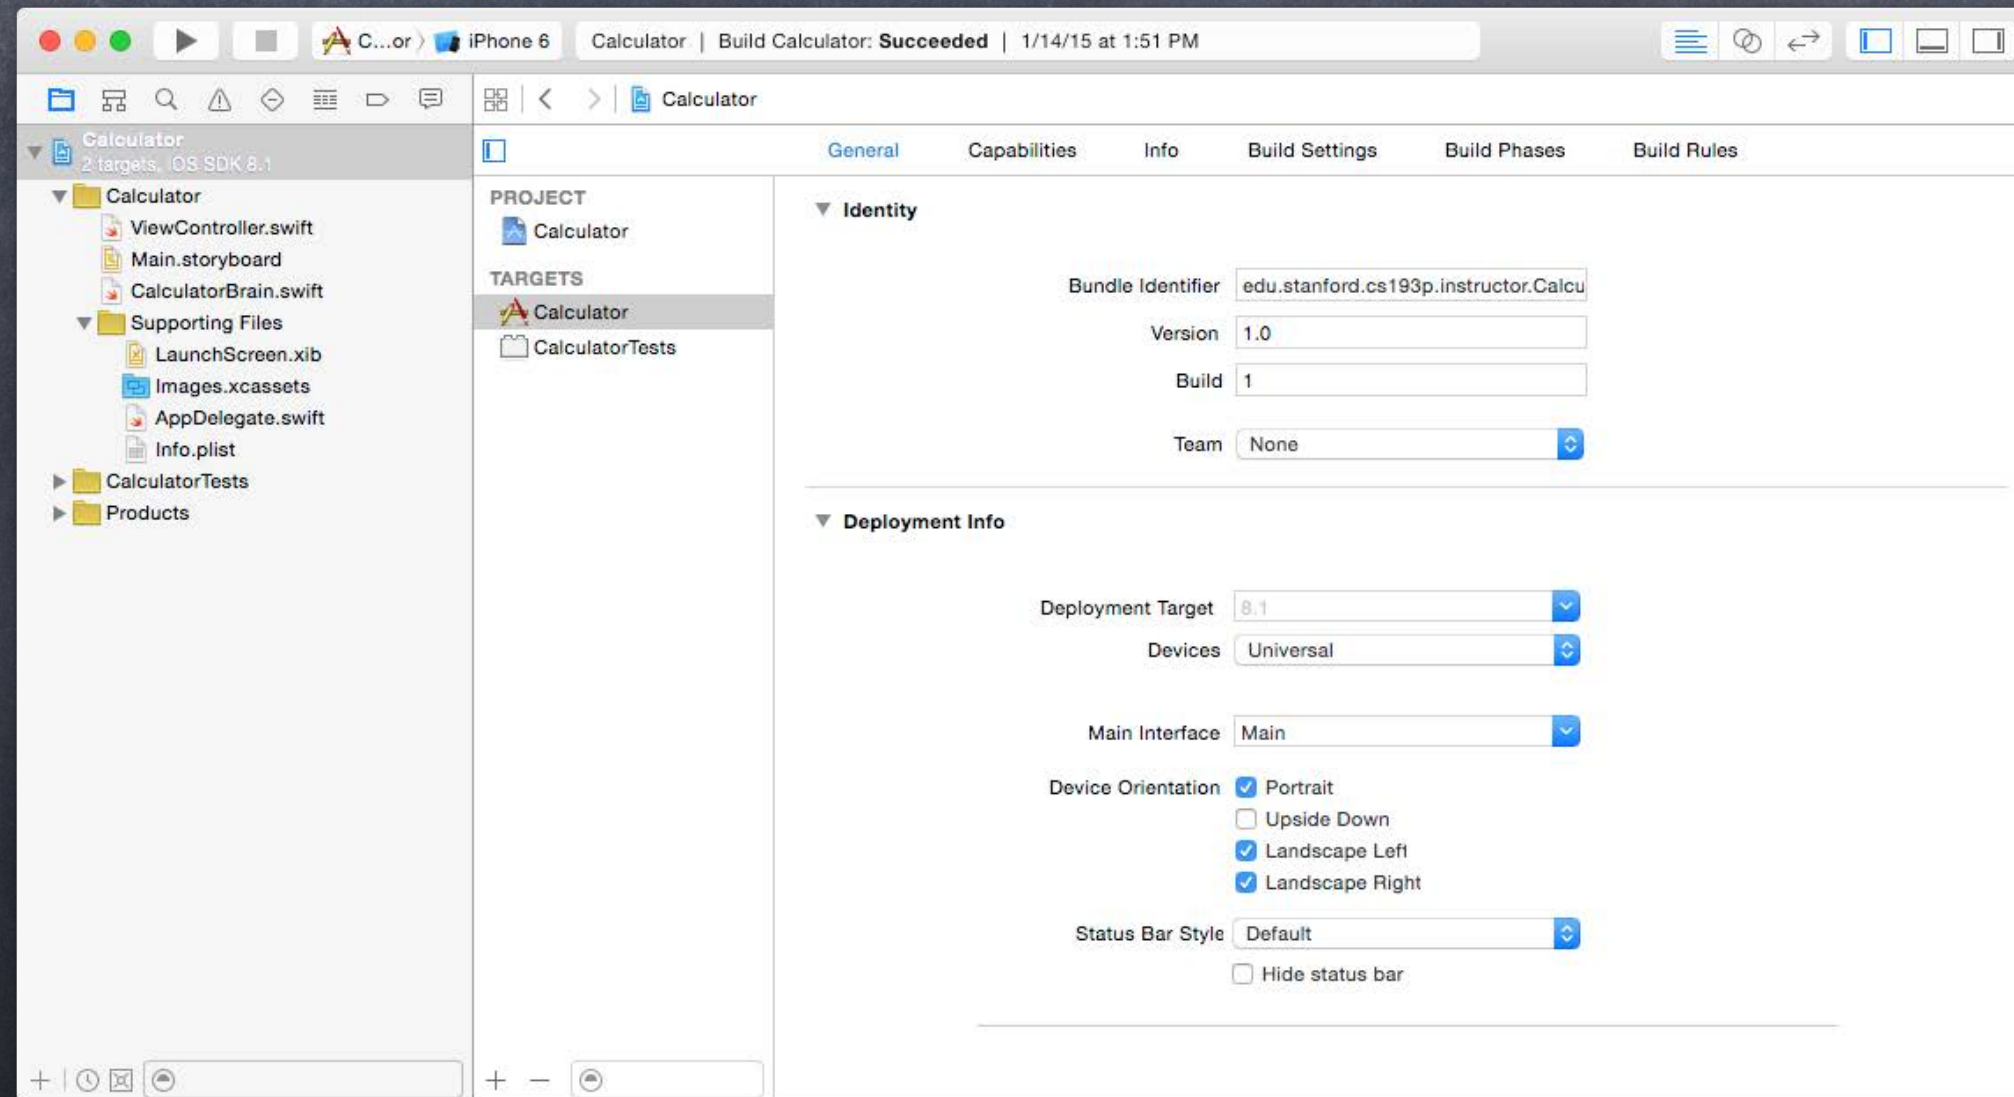 C...or iPhone 6 Calculator | Build Calculator: Succeeded | 1/14/15 at 1:51 PM
Calculator
Calculator
2 targets, OS SDK 8.1
Calculator
ViewController.swift
Main.storyboard
CalculatorBrain.swift
Supporting Files
LaunchScreen.xib
Images.xcassets
AppDelegate.swift
Info.plist
CalculatorTests
Products
General Capabilities Info Build Settings Build Phases Build Rules
PROJECT
Calculator
TARGETS
Calculator
CalculatorTests
Identity
Bundle Identifier edu.stanford.cs193p.instructor.Calcu
Version 1.0
Build 1
Team None
Deployment Info
Deployment Target 8.1
Devices Universal
Main Interface Main
Device Orientation Portrait
Upside Down
Landscape Left
Landscape Right
Status Bar Style Default
Hide status bar